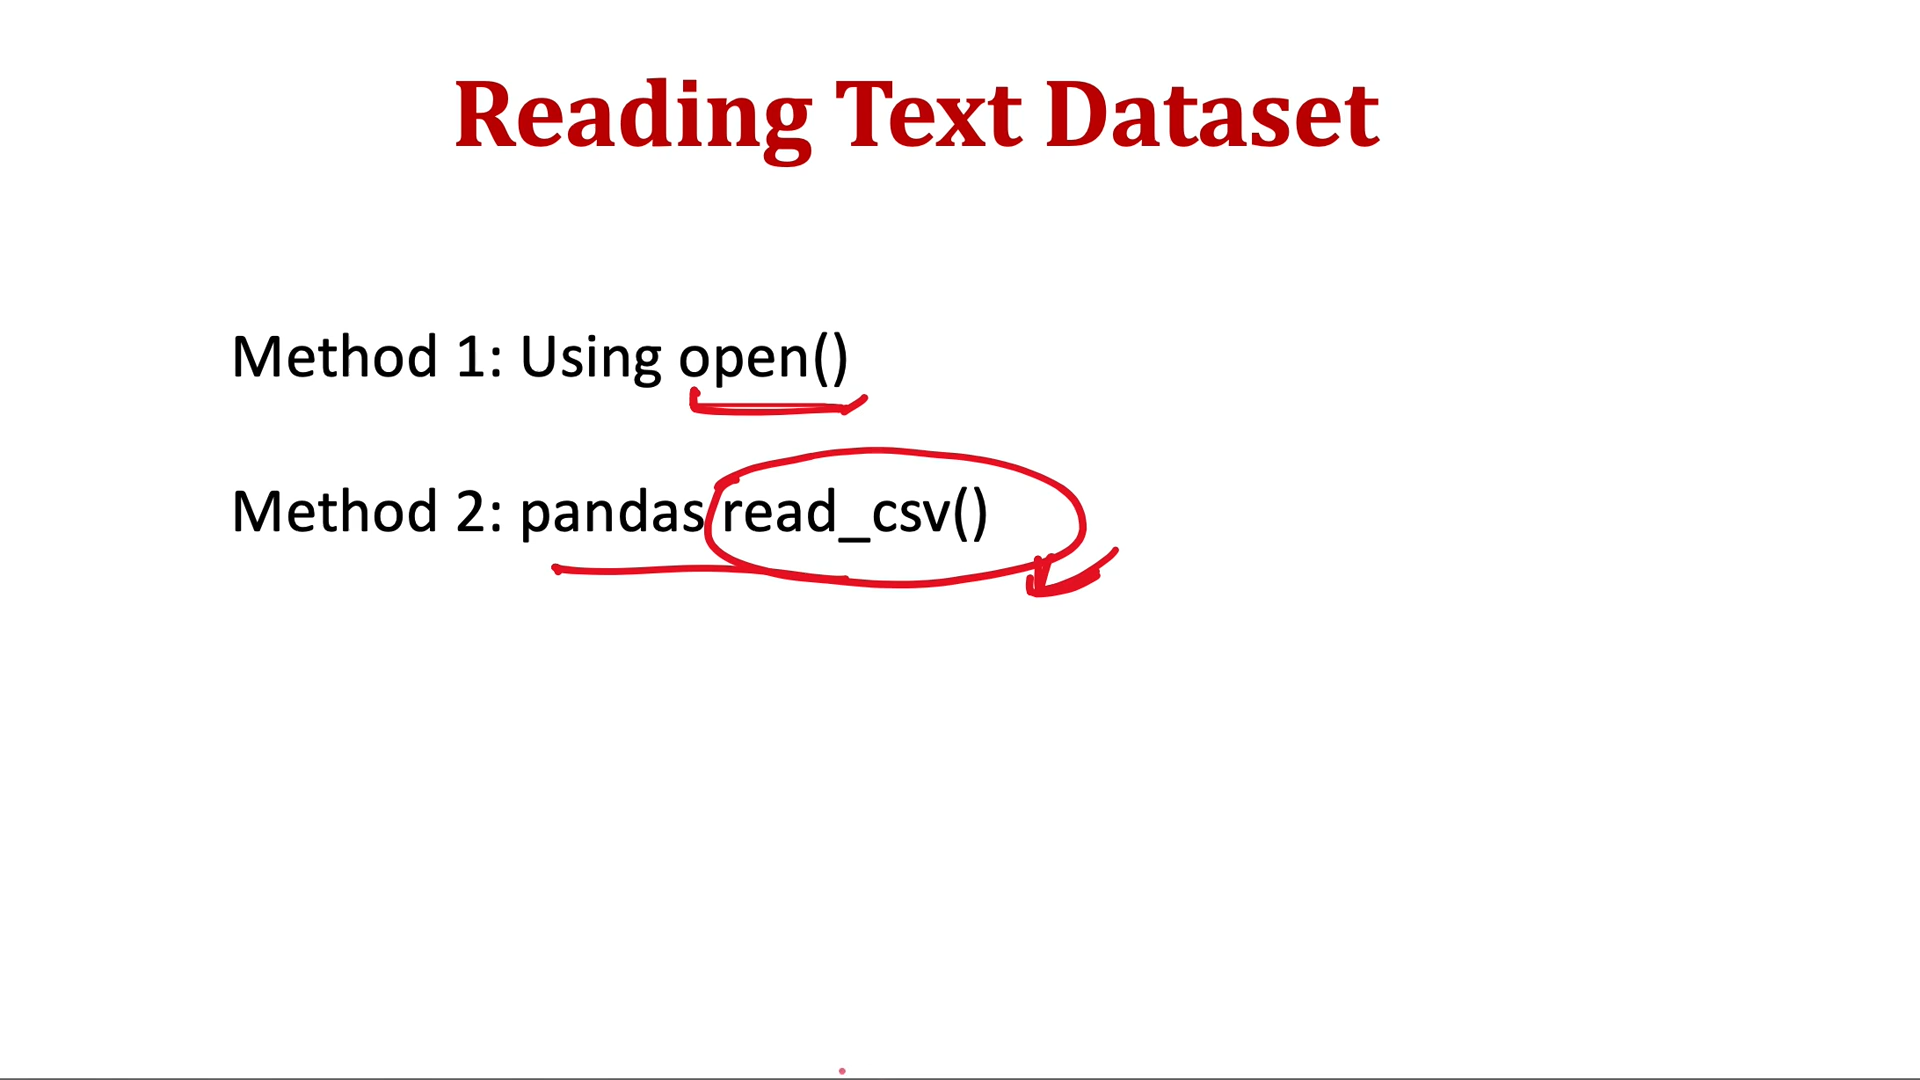 Reading Text Dataset
Method 1: Using open()
Method 2: pandas read_csv()